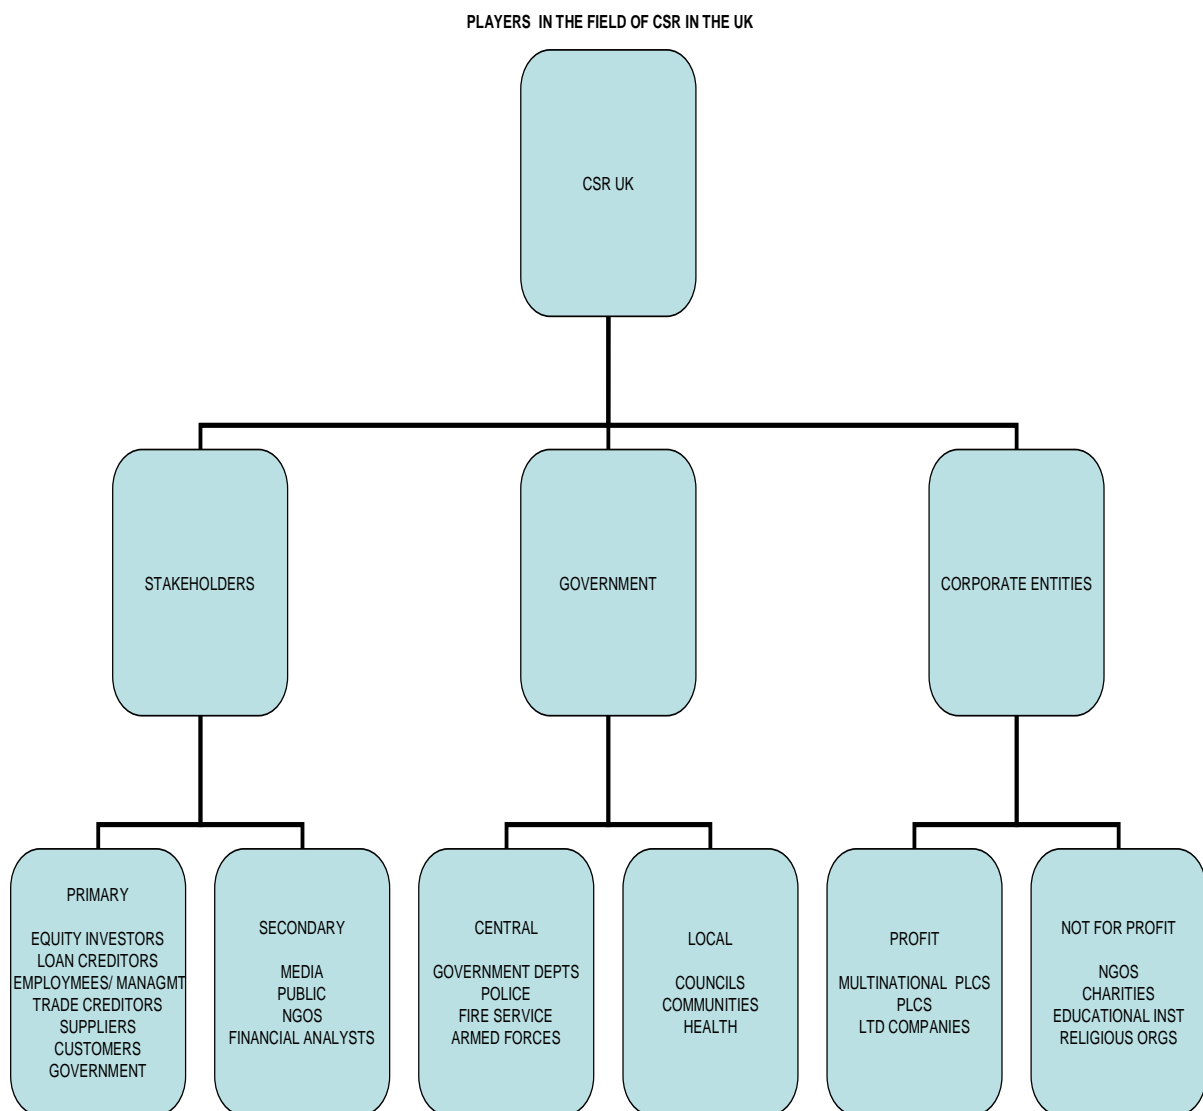 PLAYERS IN THE FIELD OF CSR IN THE UK
CSR UK
STAKEHOLDERS
GOVERNMENT
CORPORATE ENTITIES
PRIMARY
EQUITY INVESTORS
LOAN CREDITORS
EMPLOYMEES/ MANAGMT
TRADE CREDITORS
SUPPLIERS
CUSTOMERS
GOVERNMENT
SECONDARY
MEDIA
PUBLIC
NGOS
FINANCIAL ANALYSTS
CENTRAL
GOVERNMENT DEPTS
POLICE
FIRE SERVICE
ARMED FORCES
LOCAL
COUNCILS
COMMUNITIES
HEALTH
PROFIT
MULTINATIONAL PLCS
PLCS
LTD COMPANIES
NOT FOR PROFIT
NGOS
CHARITIES
EDUCATIONAL INST
RELIGIOUS ORGS